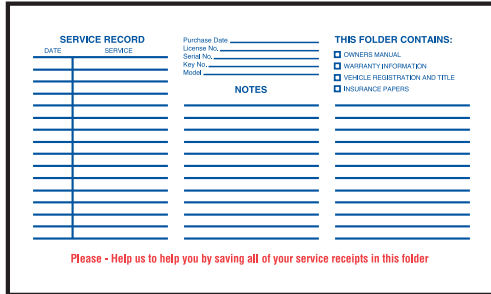 SERVICE RECORD
DATE SERVICE
Purchase Date
License No.
Serial No.
Key No.
Model
NOTES
THIS FOLDER CONTAINS:
OWNERS MANUAL
WARRANTY INFORMATION
VEHICLE REGISTRATION AND TITLE
INSURANCE PAPERS
Please - Help us to help you by saving all of your service receipts in this folder